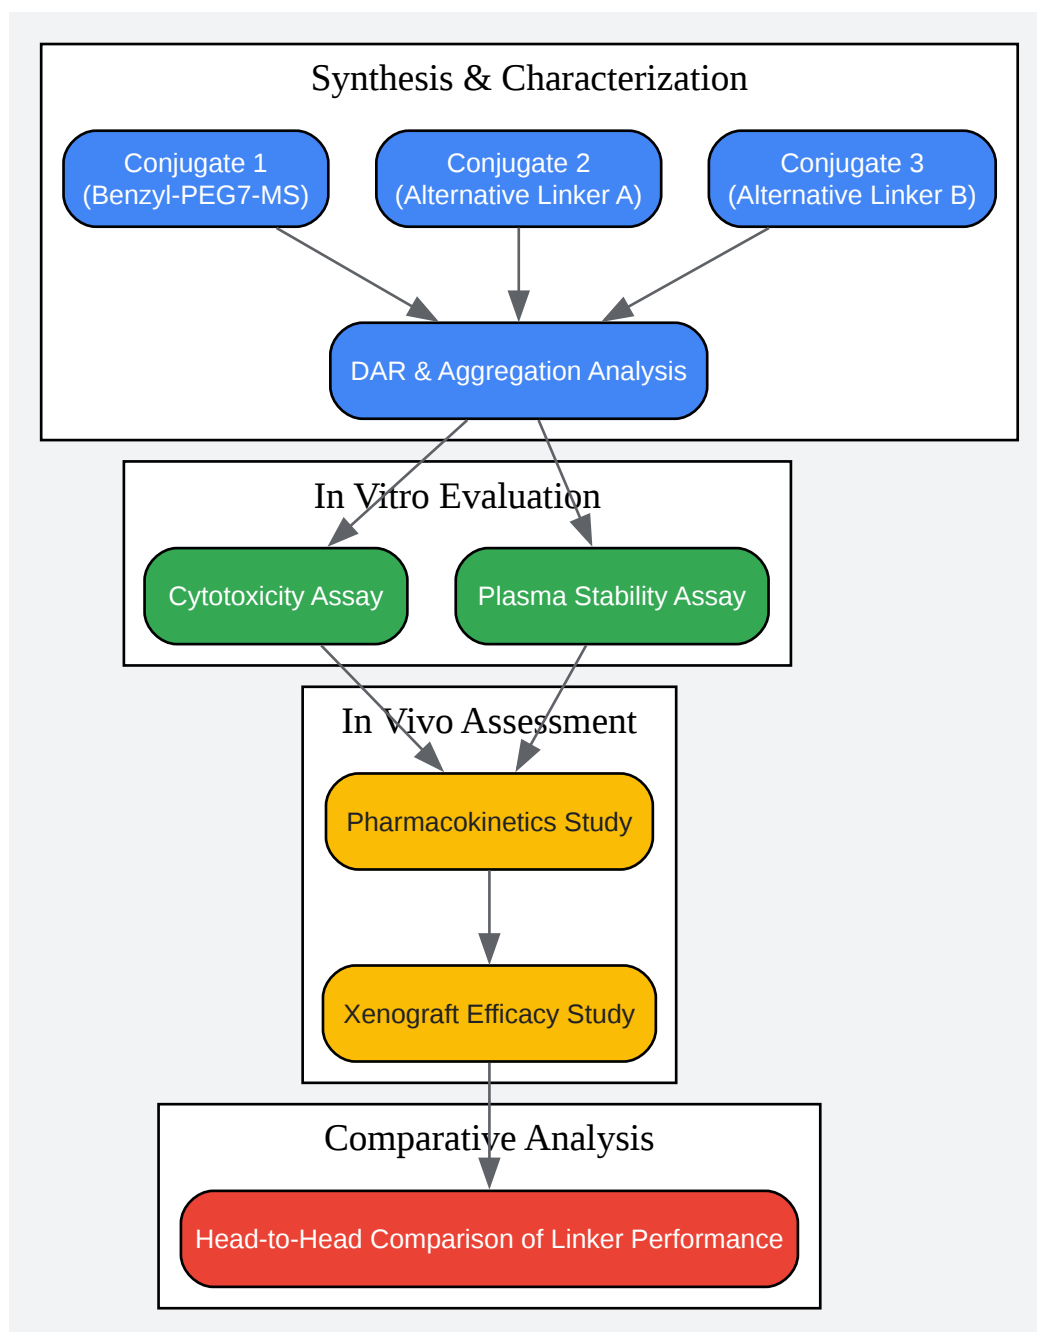 Synthesis & Characterization
Conjugate 1
(Benzyl-PEG7-MS)
Conjugate 2
(Alternative Linker A)
Conjugate 3
(Alternative Linker B)
DAR & Aggregation Analysis
In Vitro Evaluation
Cytotoxicity Assay
Plasma Stability Assay
In Vivo Assessment
Pharmacokinetics Study
Xenograft Efficacy Study
Comparative Analysis
Head-to-Head Comparison of Linker Performance